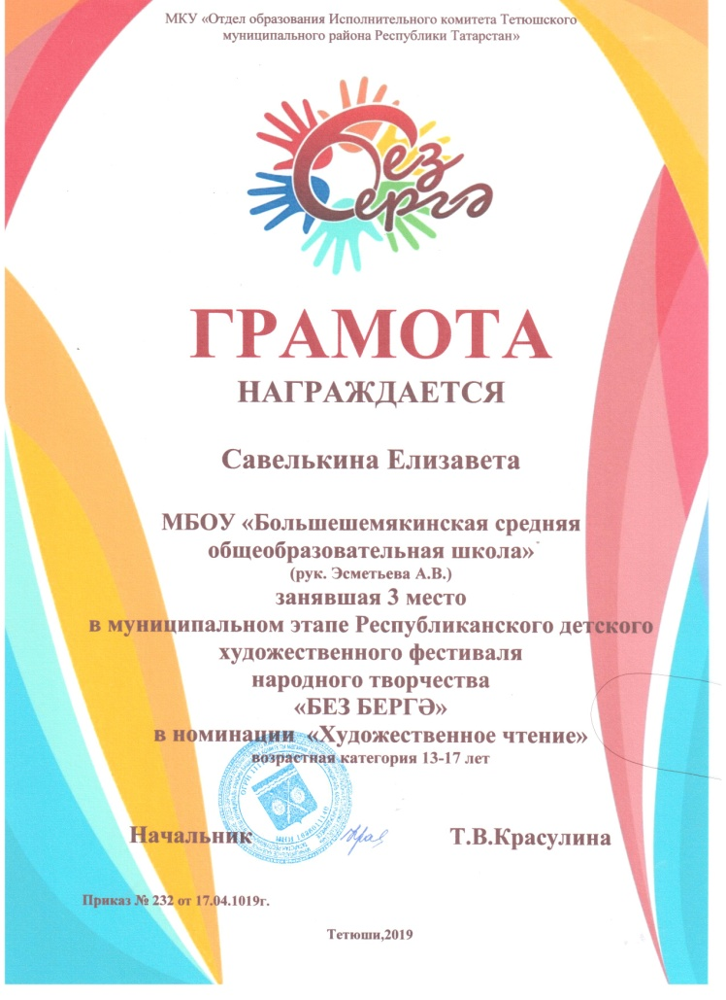 МКУ «Отдел образования Исполнительного комитета Тетюшского
муниципального района Республики Татарстан»
Без
Бергә
ГРАМОТА
НАГРАЖДАЕТСЯ
Савелькина Елизавета
МБОУ «Большешемякинская средняя
общеобразовательная школа»
(рук. Эсметьева А.В.)
занявшая 3 место
в муниципальном этапе Республиканского детского
художественного фестиваля
народного творчества
«БЕЗ БЕРГӘ»
в номинации «Художественное чтение»
возрастная категория 13-17 лет
Начальник
Т.В.Красулина
Приказ № 232 от 17.04.1019г.
Тетюши,2019